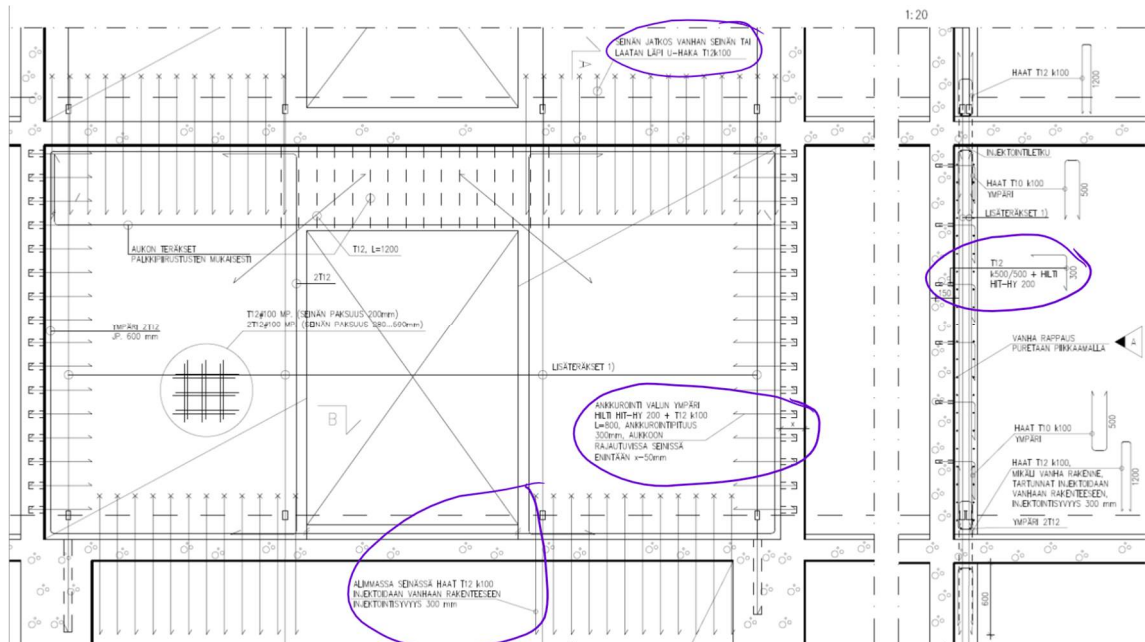 1:20
SEINÄN JATKOS VANHAN SEINÄN TAI
LAATAN LÄPI U-HAKA T12k100
A
AUKON TERÄKSET
PALKKIPIIRUSTUSTEN MUKAISESTI
T12, L=1200
2T12
T12#100 MP. (SEINÄN PAKSUUS 200mm)
2T12#100 MP. (SEINÄN PAKSUUS 280...600mm)
YMPÄRI 2T12
JP. 600 mm
LISÄTERÄKSET 1)
B
ANKKUROINTI VALUN YMPÄRI
HILTI HIT-HY 200 + T12 k100
L=800, ANKKUROINTIPITUUS
300mm, AUKKOON
RAJAUTUVISSA SEINISSÄ
ENINTÄÄN x-50mm
x
ALIMMASSA SEINÄSSÄ HAAT T12 k100
INJEKTOIDAAN VANHAAN RAKENTEESEEN
INJEKTOINTISYVYYS 300 mm
HAAT T12 k100
1200
INJEKTOINTILETKU
HAAT T10 k100
YMPÄRI
500
LISÄTERÄKSET 1)
T12
k500/500 + HILTI
HIT-HY 200
300
150
VANHA RAPPAUS
PURETAAN PIIKKAAMALLA
A
HAAT T10 k100
YMPÄRI
500
HAAT T12 k100,
MIKÄLI VANHA RAKENNE,
TARTUNNAT INJEKTOIDAAN
VANHAAN RAKENTEESEEN,
INJEKTOINTISYVYYS 300 mm
1200
YMPÄRI 2T12
600